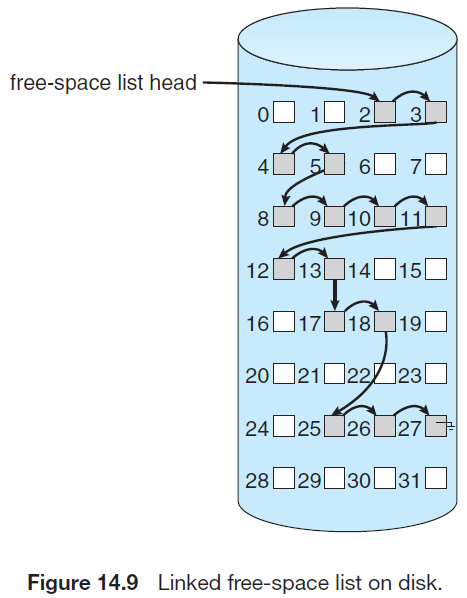 free-space list head
0 1 2 3
4 5 6 7
8 9 10 11
12 13 14 15
16 17 18 19
20 21 22 23
24 25 26 27
28 29 30 31
Figure 14.9 Linked free-space list on disk.